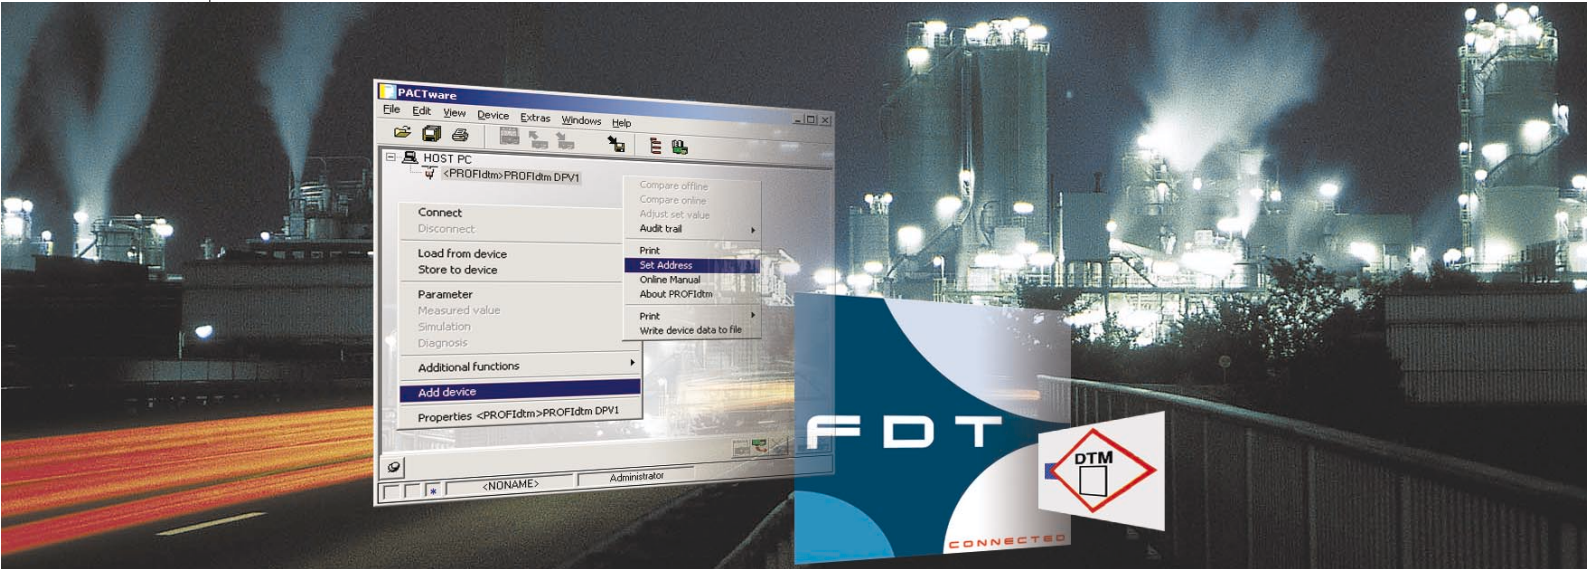 PACTware
File Edit View Device Extras Windows Help
HOST PC
<PROFIdtm>PROFIdtm DPV1
Connect
Disconnect
Load from device
Store to device
Parameter
Measured value
Simulation
Diagnosis
Additional functions
Add device
Properties <PROFIdtm>PROFIdtm DPV1
Compare offline
Compare online
Adjust set value
Audit trail
Print
Set Address
Online Manual
About PROFIdtm
Print
Write device data to file
<NONAME>
Administrator
FDT
CONNECTED
DTM